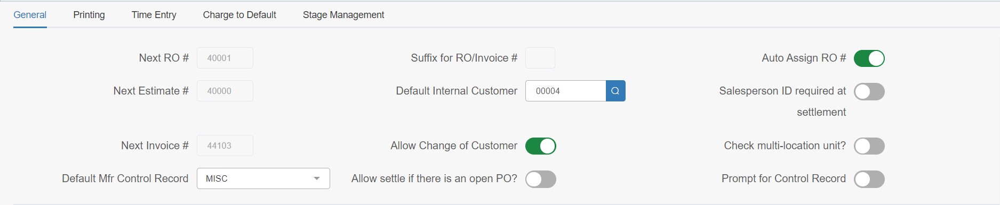 General Printing Time Entry Charge to Default Stage Management
Next RO # 40001 Suffix for RO/Invoice # Auto Assign RO #
Next Estimate # 40000 Default Internal Customer 00004 Salesperson ID required at
settlement
Next Invoice # 44103 Allow Change of Customer Check multi-location unit?
Default Mfr Control Record MISC Allow settle if there is an open PO? Prompt for Control Record